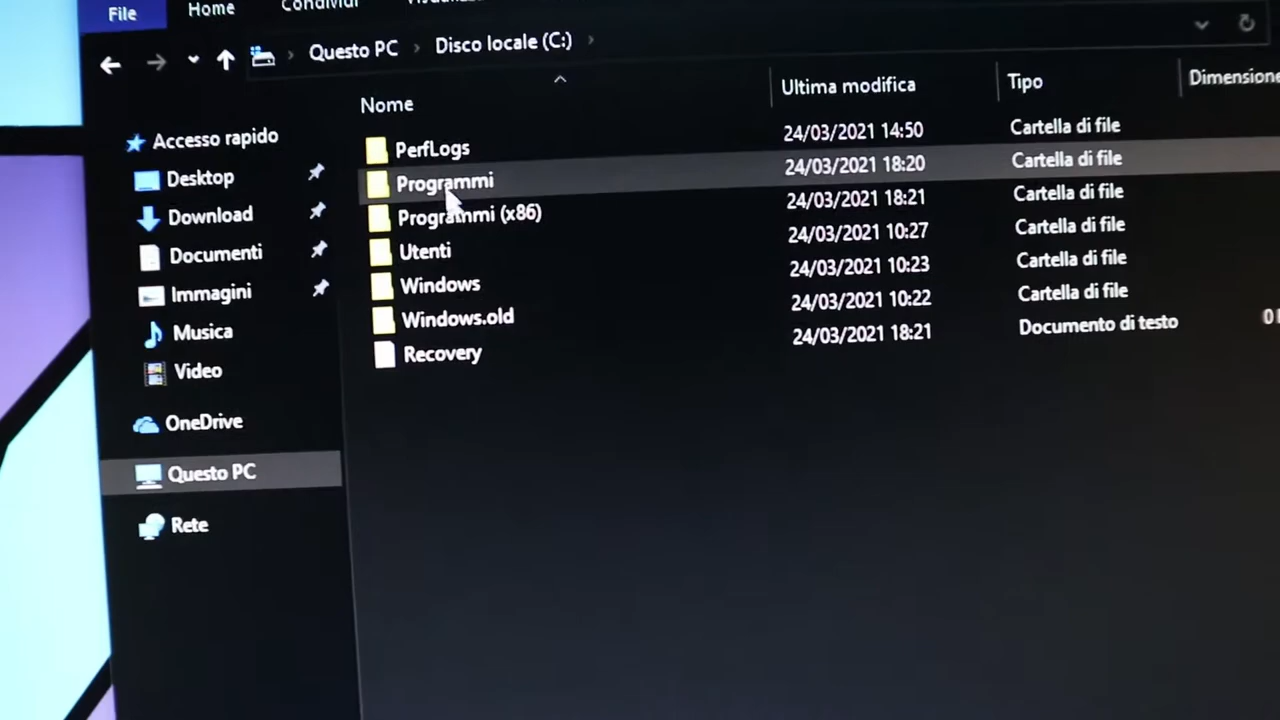 File Home Condividi
Questo PC > Disco locale (C:) >
Nome Ultima modifica Tipo Dimensione
Accesso rapido
Desktop
Download
Documenti
Immagini
Musica
Video
OneDrive
Questo PC
Rete
PerfLogs 24/03/2021 14:50 Cartella di file
Programmi 24/03/2021 18:20 Cartella di file
Programmi (x86) 24/03/2021 18:21 Cartella di file
Utenti 24/03/2021 10:27 Cartella di file
Windows 24/03/2021 10:23 Cartella di file
Windows.old 24/03/2021 10:22 Cartella di file
Recovery 24/03/2021 18:21 Documento di testo 0